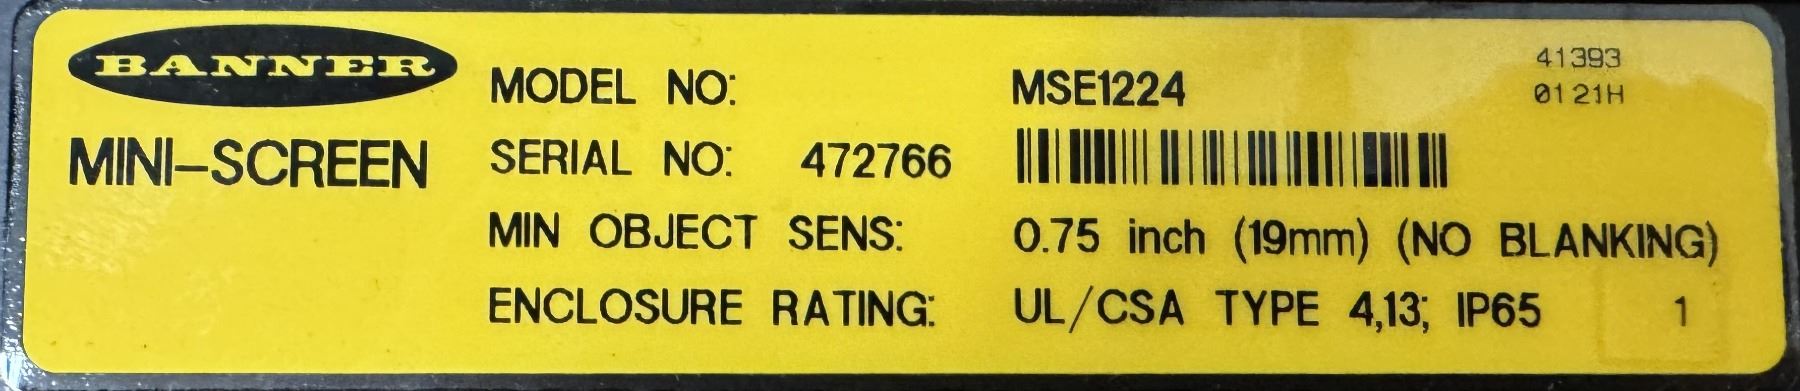 BANNER
MINI-SCREEN
MODEL NO: MSE1224
41393
0121H
SERIAL NO: 472766
MIN OBJECT SENS: 0.75 inch (19mm) (NO BLANKING)
ENCLOSURE RATING: UL/CSA TYPE 4,13; IP65 1